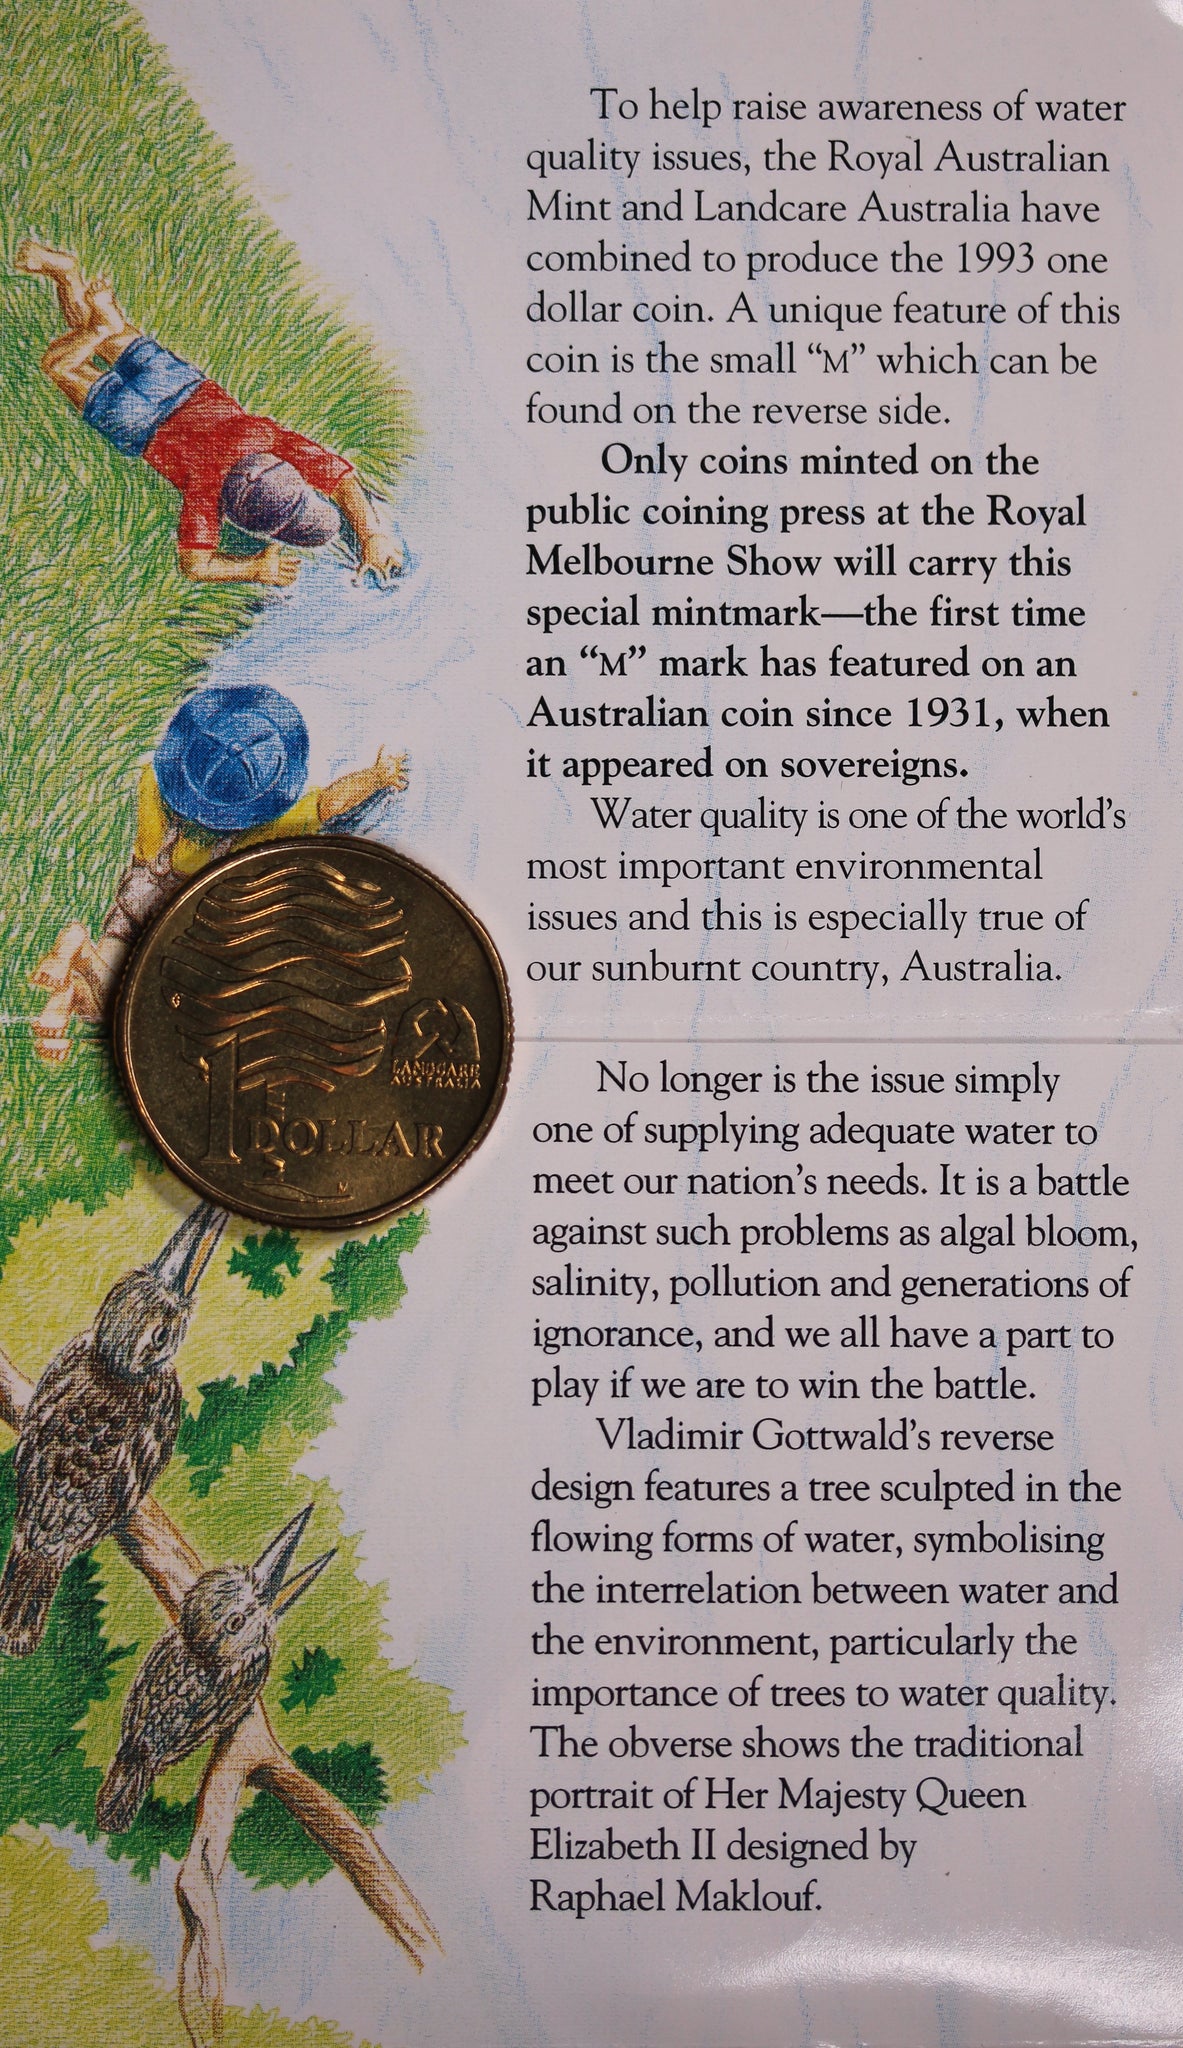 To help raise awareness of water
quality issues, the Royal Australian
Mint and Landcare Australia have
combined to produce the 1993 one
dollar coin. A unique feature of this
coin is the small “M” which can be
found on the reverse side.
Only coins minted on the
public coining press at the Royal
Melbourne Show will carry this
special mintmark—the first time
an “M” mark has featured on an
Australian coin since 1931, when
it appeared on sovereigns.
Water quality is one of the world’s
most important environmental
issues and this is especially true of
our sunburnt country, Australia.
LANDCARE
AUSTRALIA
1
DOLLAR
M
No longer is the issue simply
one of supplying adequate water to
meet our nation’s needs. It is a battle
against such problems as algal bloom,
salinity, pollution and generations of
ignorance, and we all have a part to
play if we are to win the battle.
Vladimir Gottwald’s reverse
design features a tree sculpted in the
flowing forms of water, symbolising
the interrelation between water and
the environment, particularly the
importance of trees to water quality.
The obverse shows the traditional
portrait of Her Majesty Queen
Elizabeth II designed by
Raphael Maklouf.